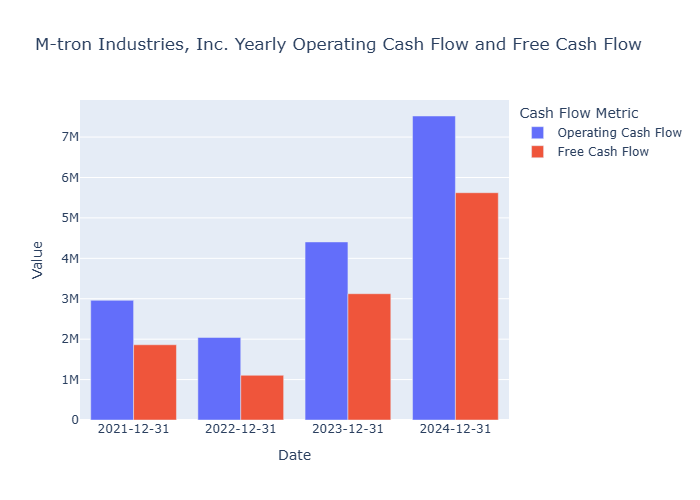 M-tron Industries, Inc. Yearly Operating Cash Flow and Free Cash Flow
Cash Flow Metric
Operating Cash Flow
Free Cash Flow
7M
6M
5M
4M
3M
2M
1M
0
Value
2021-12-31
2022-12-31
2023-12-31
2024-12-31
Date